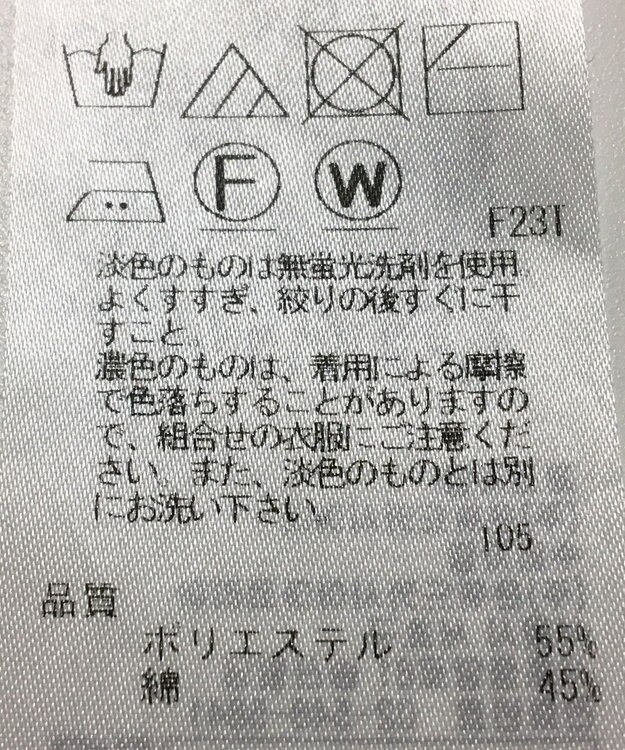 F W
F23T
淡色のものは無蛍光洗剤を使用
よくすすぎ、絞りの後すぐに干
すこと。
濃色のものは、着用による摩擦
で色落ちすることがありますの
で、組合せの衣服にご注意くだ
さい。また、淡色のものとは別
にお洗い下さい。
105
品質
ポリエステル 55%
綿 45%